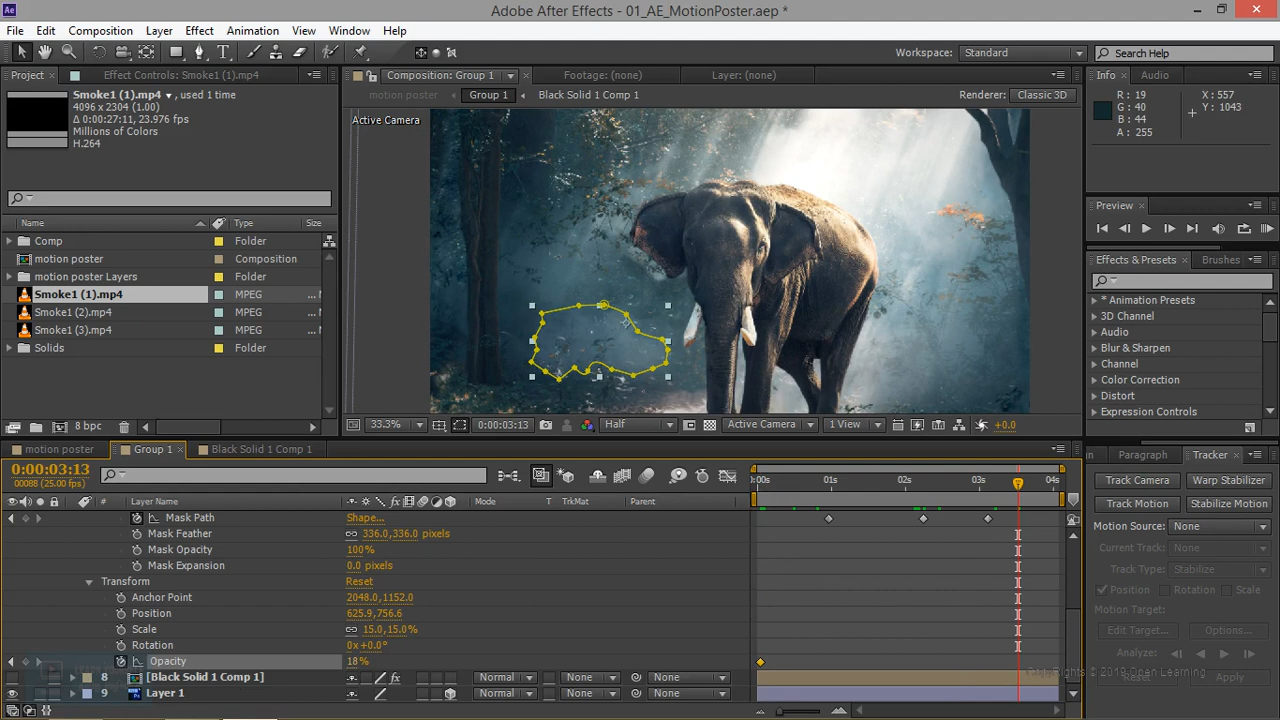 Ae Adobe After Effects - 01_AE_MotionPoster.aep *
File Edit Composition Layer Effect Animation View Window Help
Workspace: Standard Search Help
Project Effect Controls: Smoke1 (1).mp4
Composition: Group 1 Footage: (none) Layer: (none)
Info Audio
Smoke1 (1).mp4 , used 1 time
4096 x 2304 (1.00)
Δ 0:00:27:11, 23.976 fps
Millions of Colors
H.264
motion poster Group 1 Black Solid 1 Comp 1
Renderer: Classic 3D
Active Camera
R : 19
G : 40
B : 44
A : 255
X : 557
Y : 1043
Preview
Name Type Size
Comp Folder
motion poster Composition
motion poster Layers Folder
Smoke1 (1).mp4 MPEG ...
Smoke1 (2).mp4 MPEG ...
Smoke1 (3).mp4 MPEG ...
Solids Folder
8 bpc
Effects & Presets Brushes
* Animation Presets
3D Channel
Audio
Blur & Sharpen
Channel
Color Correction
Distort
Expression Controls
33.3% 0:00:03:13 Half Active Camera 1 View +0.0
motion poster Group 1 Black Solid 1 Comp 1
0:00:03:13
00088 (25.00 fps)
:00s 01s 02s 03s 04s
# Layer Name Mode T TrkMat Parent
Mask Path Shape...
Mask Feather 336.0,336.0 pixels
Mask Opacity 100%
Mask Expansion 0.0 pixels
Transform Reset
Anchor Point 2048.0,1152.0
Position 625.9,756.6
Scale 15.0,15.0%
Rotation 0x+0.0°
Opacity 18%
8 [Black Solid 1 Comp 1] Normal None None
9 Layer 1 Normal None None
Paragraph Tracker
Track Camera Warp Stabilizer
Track Motion Stabilize Motion
Motion Source: None
Current Track: None
Track Type: Stabilize
Position Rotation Scale
Motion Target:
Edit Target... Options...
Analyze:
Reset Apply
Copy Rights © 2019 Open Learning